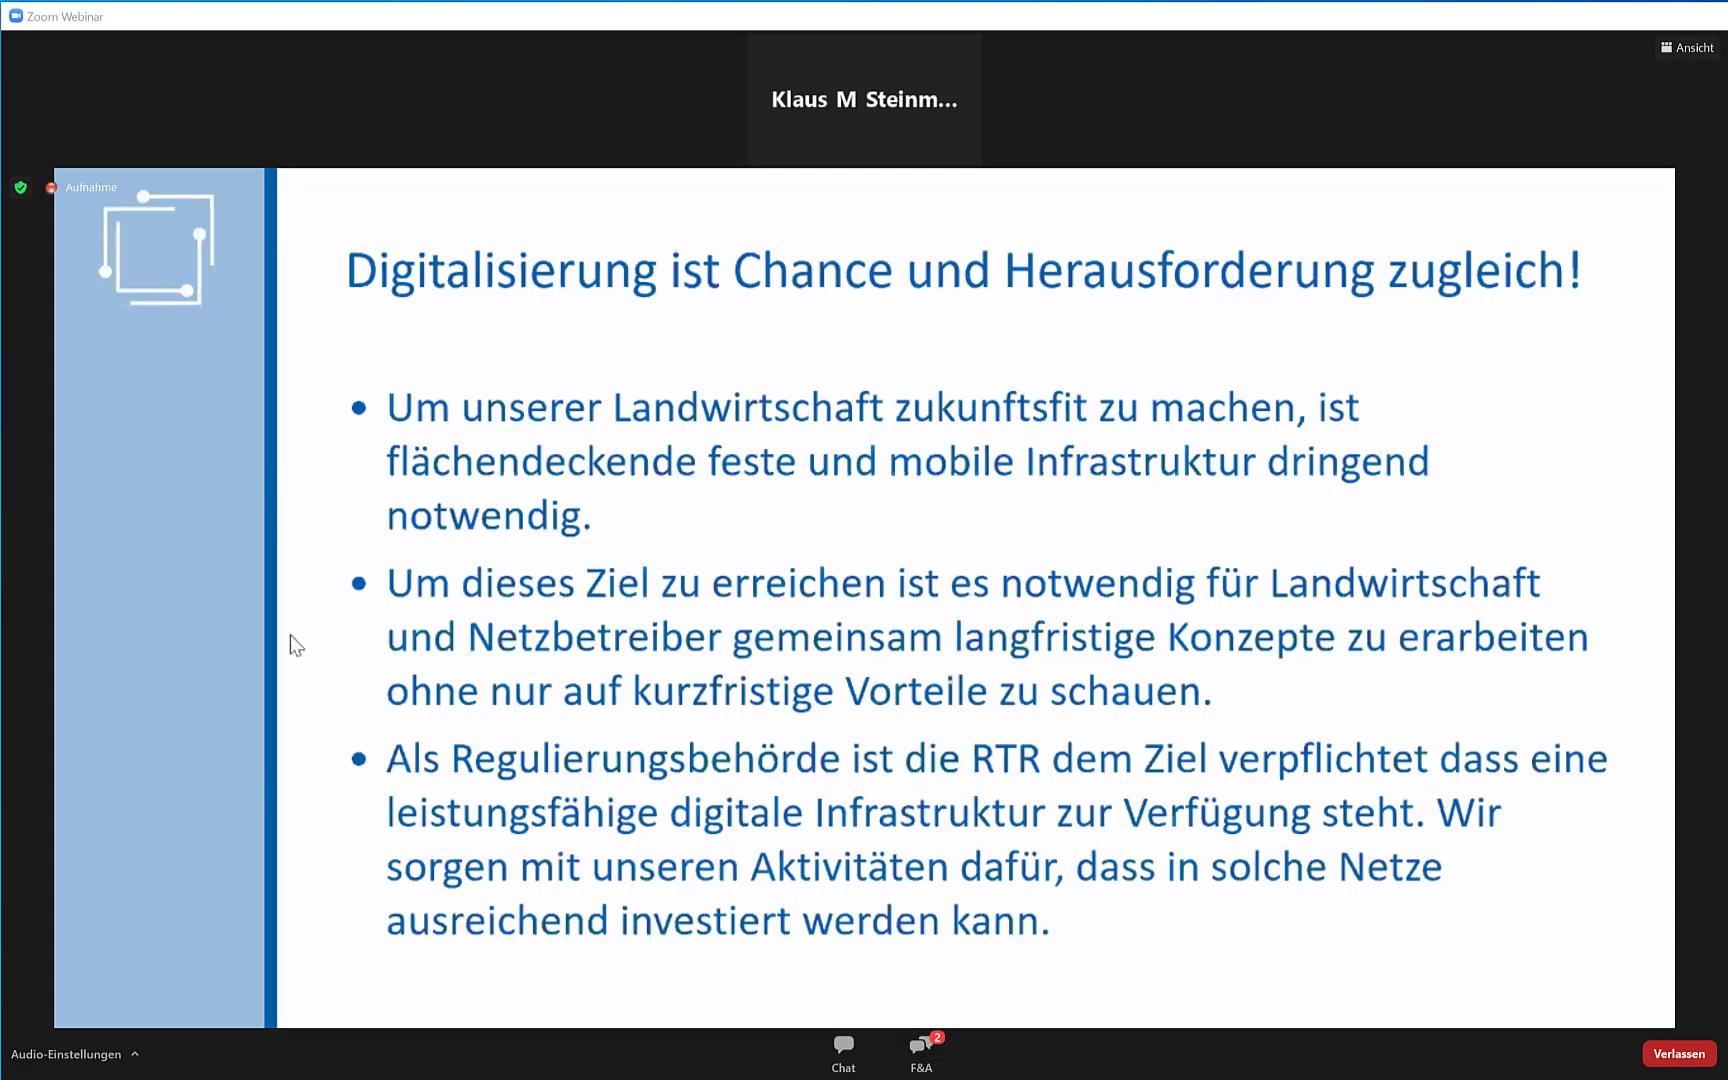 Zoom Webinar
Ansicht
Klaus M Steinm...
Aufnahme
Digitalisierung ist Chance und Herausforderung zugleich!
• Um unserer Landwirtschaft zukunftsfit zu machen, ist
flächendeckende feste und mobile Infrastruktur dringend
notwendig.
• Um dieses Ziel zu erreichen ist es notwendig für Landwirtschaft
und Netzbetreiber gemeinsam langfristige Konzepte zu erarbeiten
ohne nur auf kurzfristige Vorteile zu schauen.
• Als Regulierungsbehörde ist die RTR dem Ziel verpflichtet dass eine
leistungsfähige digitale Infrastruktur zur Verfügung steht. Wir
sorgen mit unseren Aktivitäten dafür, dass in solche Netze
ausreichend investiert werden kann.
Audio-Einstellungen
Chat
2
F&A
Verlassen